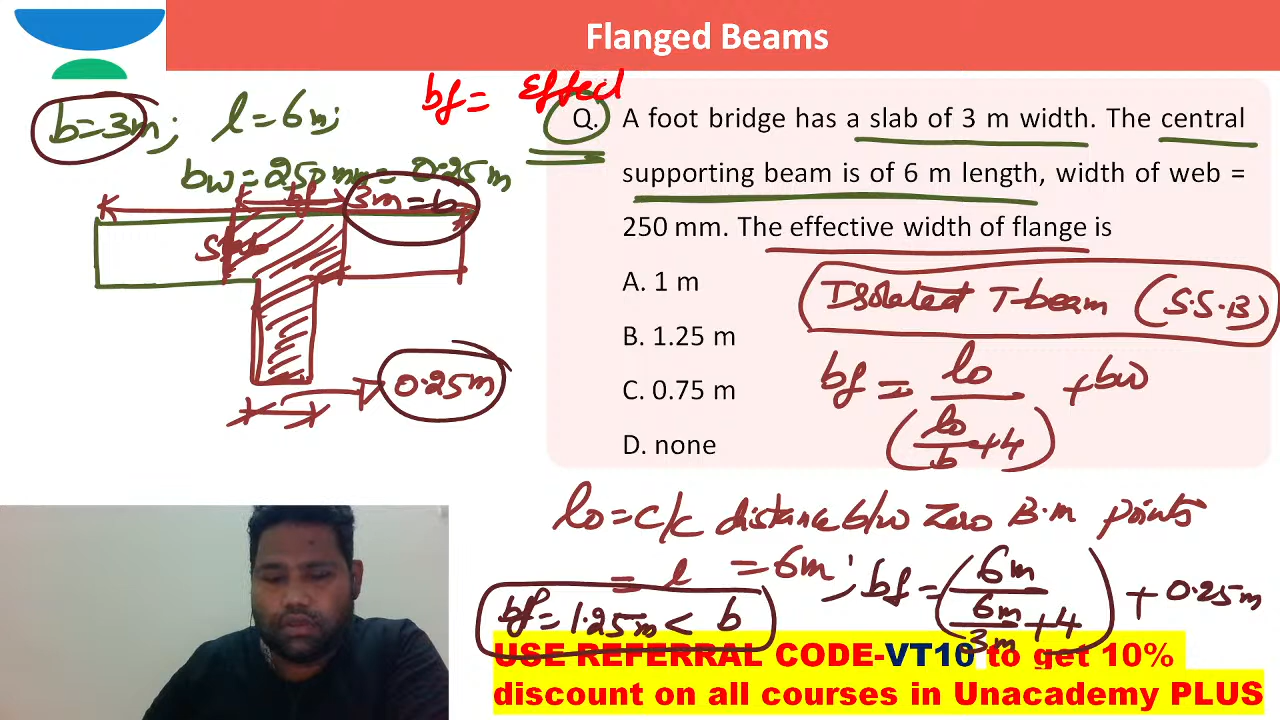 Flanged Beams
b=3m; l=6m;
bf= Effect
bw=250mm=0.25m
bf 3m=b
Slab
0.25m
Q. A foot bridge has a slab of 3 m width. The central
supporting beam is of 6 m length, width of web =
250 mm. The effective width of flange is
A. 1 m
B. 1.25 m
C. 0.75 m
D. none
Isolated T-beam (S.S.B)
bf = lo/(lo/b+4) +bw
lo=c/c distance b/w Zero B.m points
= l =6m; bf=(6m/(6m/3m+4))+0.25m
bf=1.25m< b
USE REFERRAL CODE-VT10 to get 10%
discount on all courses in Unacademy PLUS